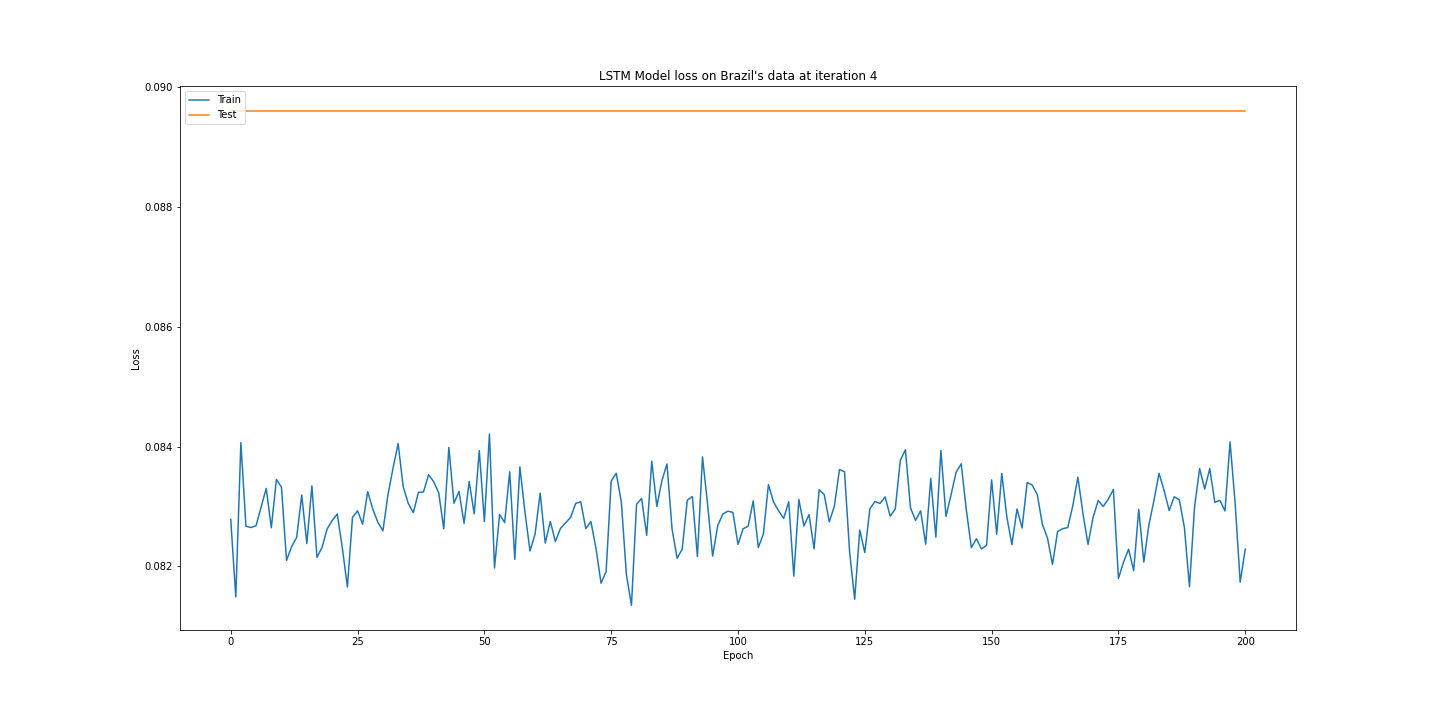 LSTM Model loss on Brazil's data at iteration 4
0.090
Train
Test
0.088
0.086
Loss
0.084
0.082
0 25 50 75 100 125 150 175 200
Epoch